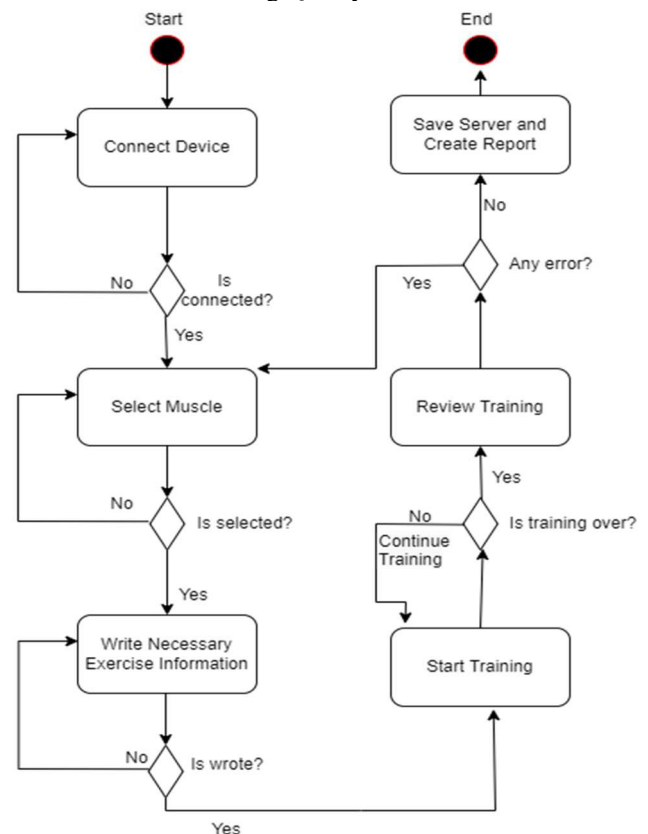 Start
End
Connect Device
Save Server and
Create Report
No
Any error?
No
Is
connected?
Yes
Yes
Select Muscle
Review Training
Yes
No
Is selected?
No
Is training over?
Continue
Training
Yes
Write Necessary
Exercise Information
Start Training
No
Is wrote?
Yes